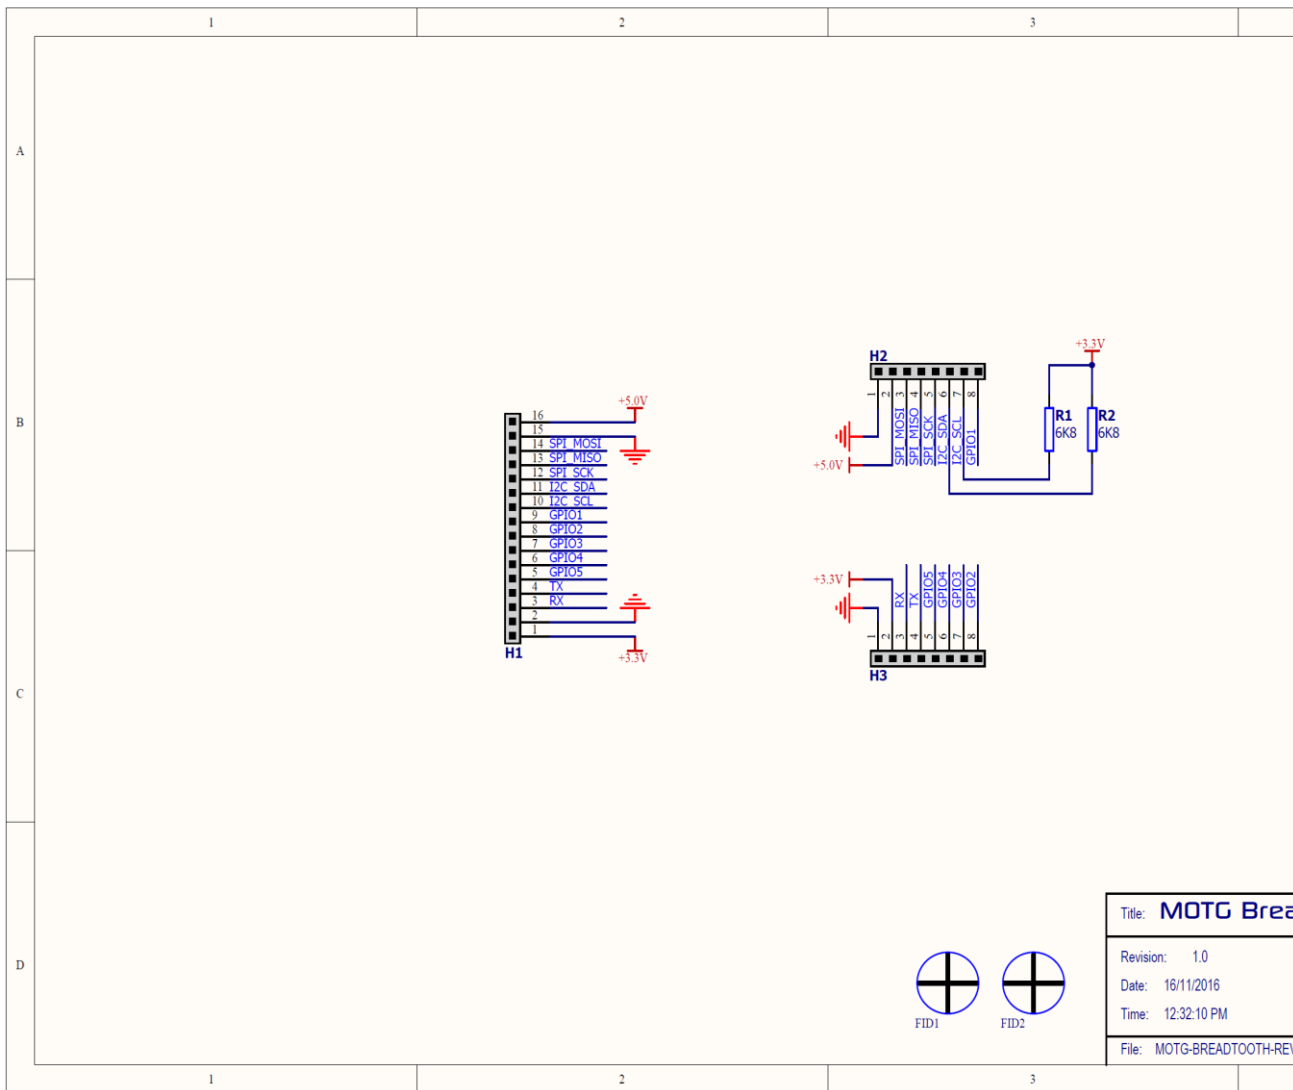 1 2 3
A
B
C
D
H1
+5.0V
16
15
14 SPI_MOSI
13 SPI_MISO
12 SPI_SCK
11 I2C_SDA
10 I2C_SCL
9 GPIO1
8 GPIO2
7 GPIO3
6 GPIO4
5 GPIO5
4 TX
3 RX
2
1
+3.3V
H2
1
2
3 SPI_MOSI
4 SPI_MISO
5 SPI_SCK
6 I2C_SDA
7 I2C_SCL
8 GPIO1
+5.0V
+3.3V
R1
6K8
R2
6K8
+3.3V
1
2
3 RX
4 TX
5 GPIO5
6 GPIO4
7 GPIO3
8 GPIO2
H3
FID1
FID2
Title: MOTG Brea
Revision: 1.0
Date: 16/11/2016
Time: 12:32:10 PM
File: MOTG-BREADTOOTH-REV
1 2 3